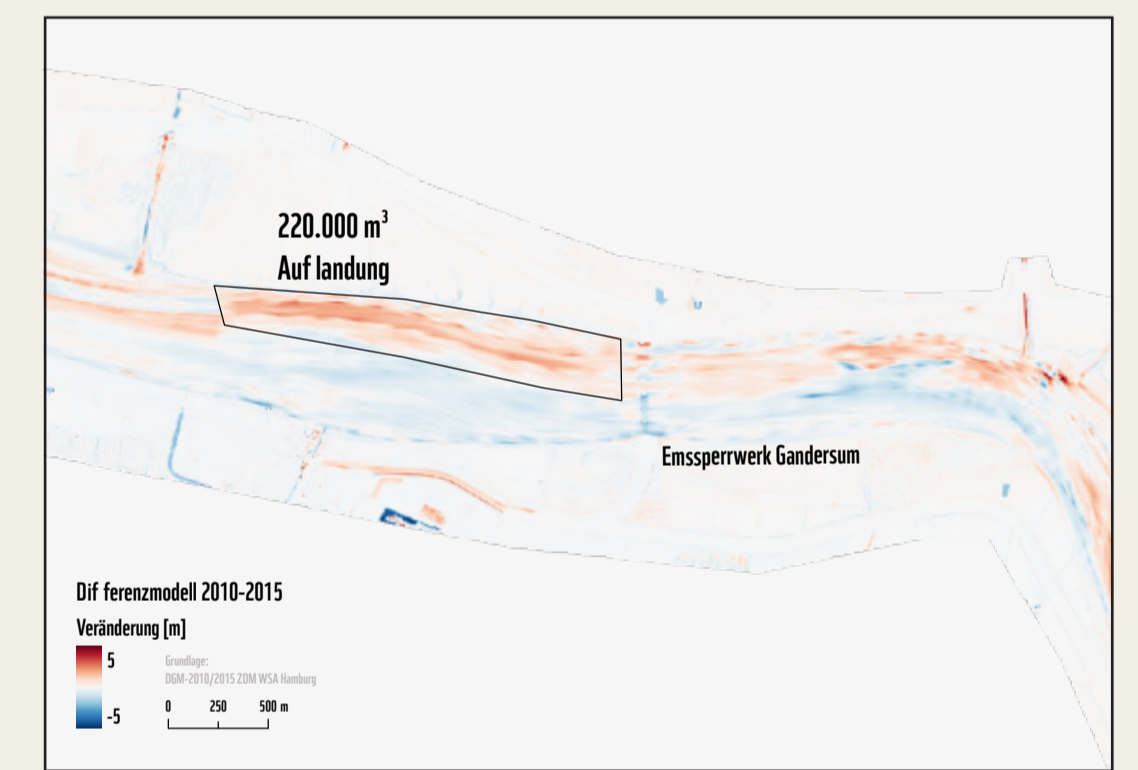 220.000 m³
Auf landung
Emssperrwerk Gandersum
Dif ferenzmodell 2010-2015
Veränderung [m]
5
-5
Grundlage:
DGM-2010/2015 ZDM WSA Hamburg
0 250 500 m